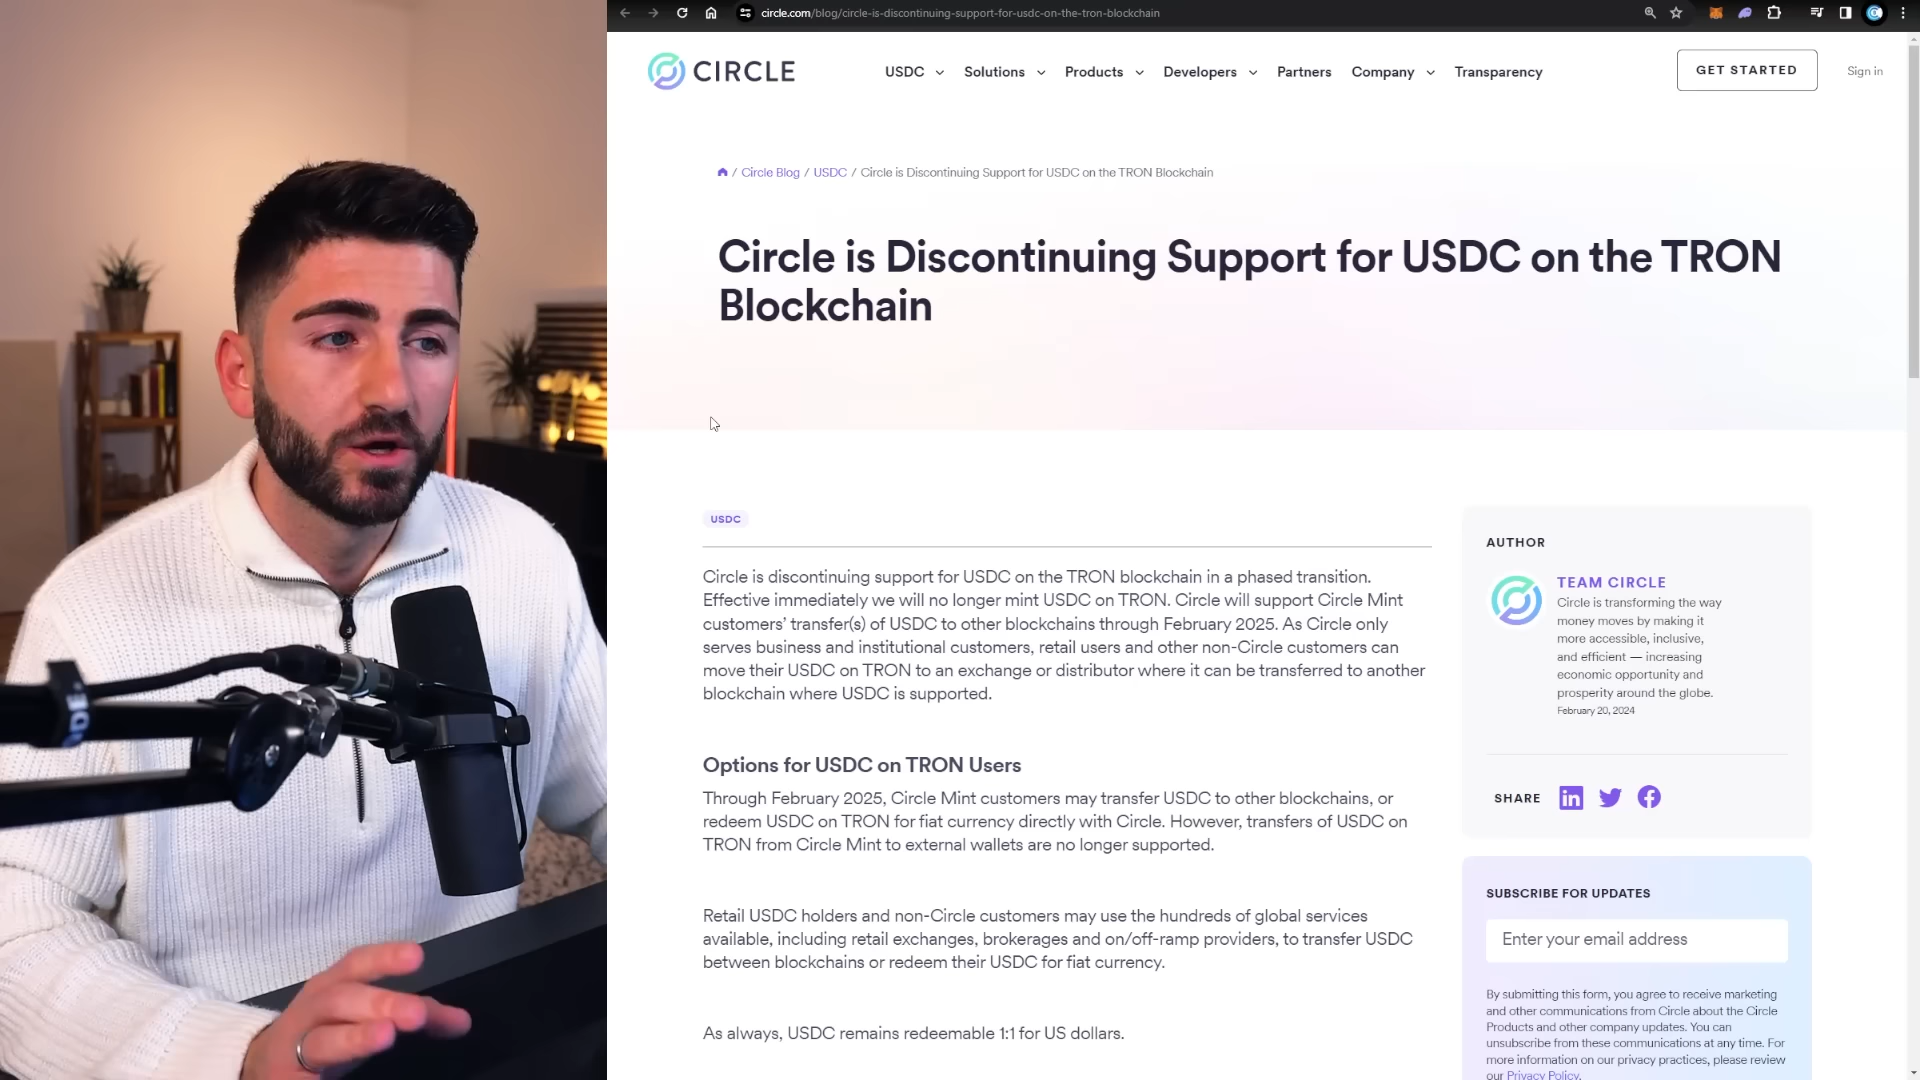 circle.com/blog/circle-is-discontinuing-support-for-usdc-on-the-tron-blockchain
CIRCLE
USDC Solutions Products Developers Partners Company Transparency GET STARTED Sign in
/ Circle Blog / USDC / Circle is Discontinuing Support for USDC on the TRON Blockchain
Circle is Discontinuing Support for USDC on the TRON
Blockchain
USDC
Circle is discontinuing support for USDC on the TRON blockchain in a phased transition.
Effective immediately we will no longer mint USDC on TRON. Circle will support Circle Mint
customers’ transfer(s) of USDC to other blockchains through February 2025. As Circle only
serves business and institutional customers, retail users and other non-Circle customers can
move their USDC on TRON to an exchange or distributor where it can be transferred to another
blockchain where USDC is supported.
Options for USDC on TRON Users
Through February 2025, Circle Mint customers may transfer USDC to other blockchains, or
redeem USDC on TRON for fiat currency directly with Circle. However, transfers of USDC on
TRON from Circle Mint to external wallets are no longer supported.
Retail USDC holders and non-Circle customers may use the hundreds of global services
available, including retail exchanges, brokerages and on/off-ramp providers, to transfer USDC
between blockchains or redeem their USDC for fiat currency.
As always, USDC remains redeemable 1:1 for US dollars.
AUTHOR
TEAM CIRCLE
Circle is transforming the way
money moves by making it
more accessible, inclusive,
and efficient — increasing
economic opportunity and
prosperity around the globe.
February 20, 2024
SHARE
SUBSCRIBE FOR UPDATES
Enter your email address
By submitting this form, you agree to receive marketing
and other communications from Circle about the Circle
Products and other company updates. You can
unsubscribe from these communications at any time. For
more information on our privacy practices, please review
our Privacy Policy.